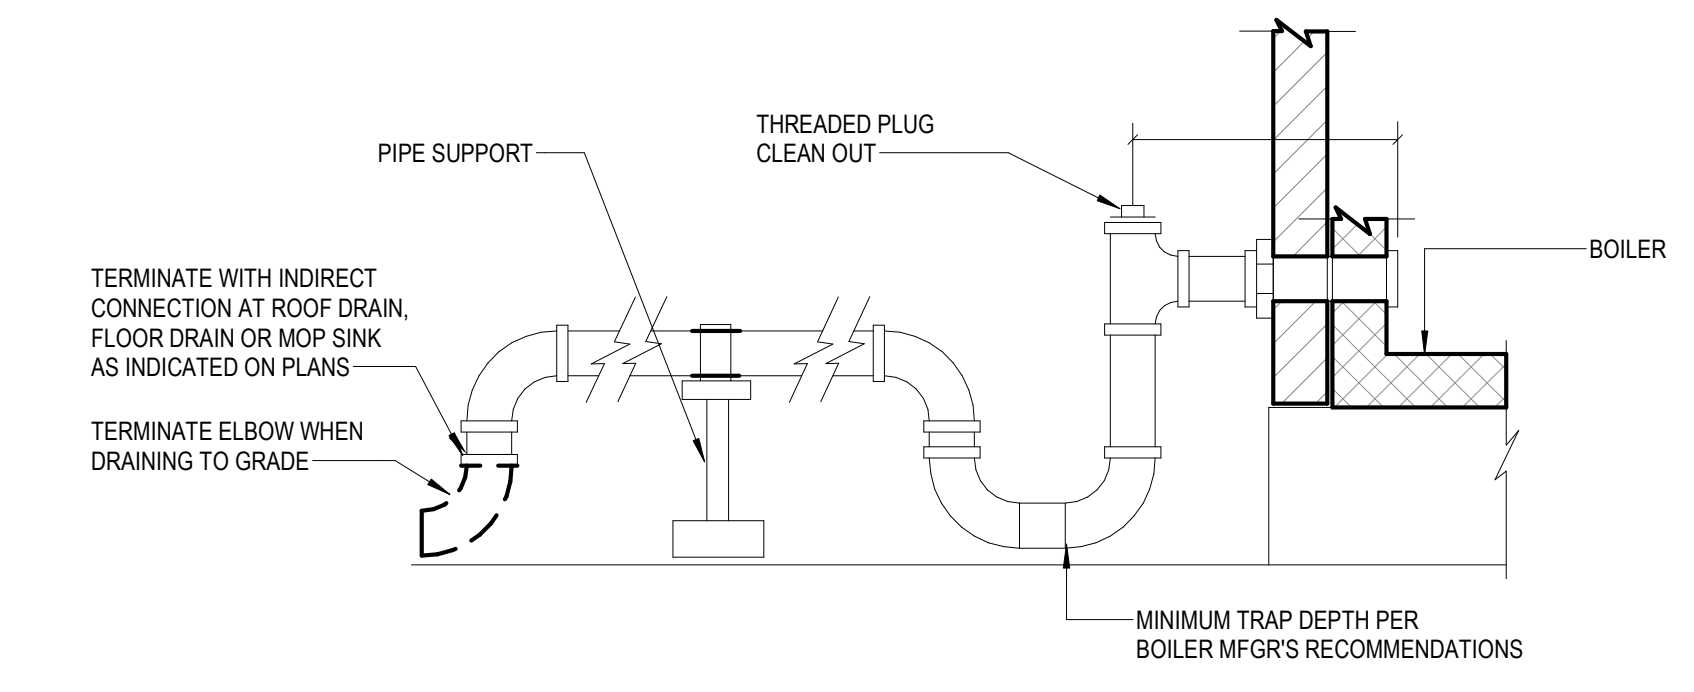 THREADED PLUG
CLEAN OUT
PIPE SUPPORT
BOILER
TERMINATE WITH INDIRECT
CONNECTION AT ROOF DRAIN,
FLOOR DRAIN OR MOP SINK
AS INDICATED ON PLANS
TERMINATE ELBOW WHEN
DRAINING TO GRADE
MINIMUM TRAP DEPTH PER
BOILER MFGR'S RECOMMENDATIONS